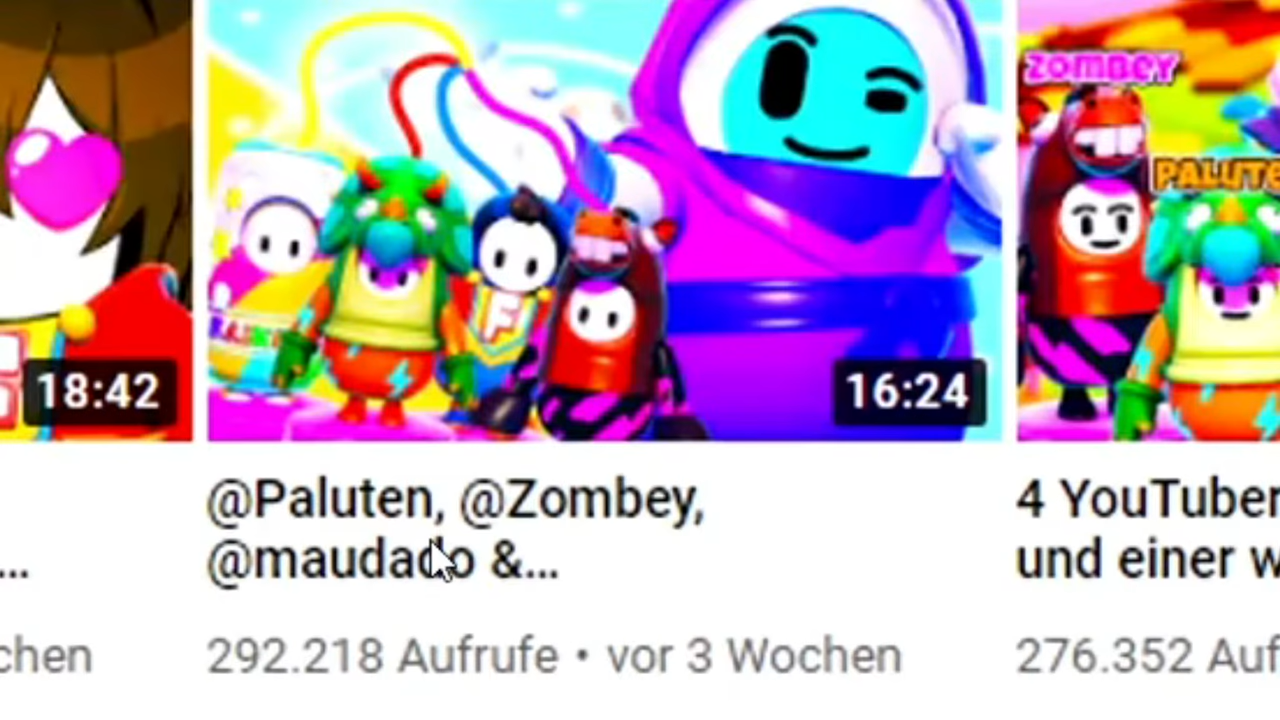 ZOMBEY
PALUTE
F
18:42
16:24
@Paluten, @Zombey,
@maudado &...
...
chen
292.218 Aufrufe • vor 3 Wochen
4 YouTuber
und einer w
276.352 Auf